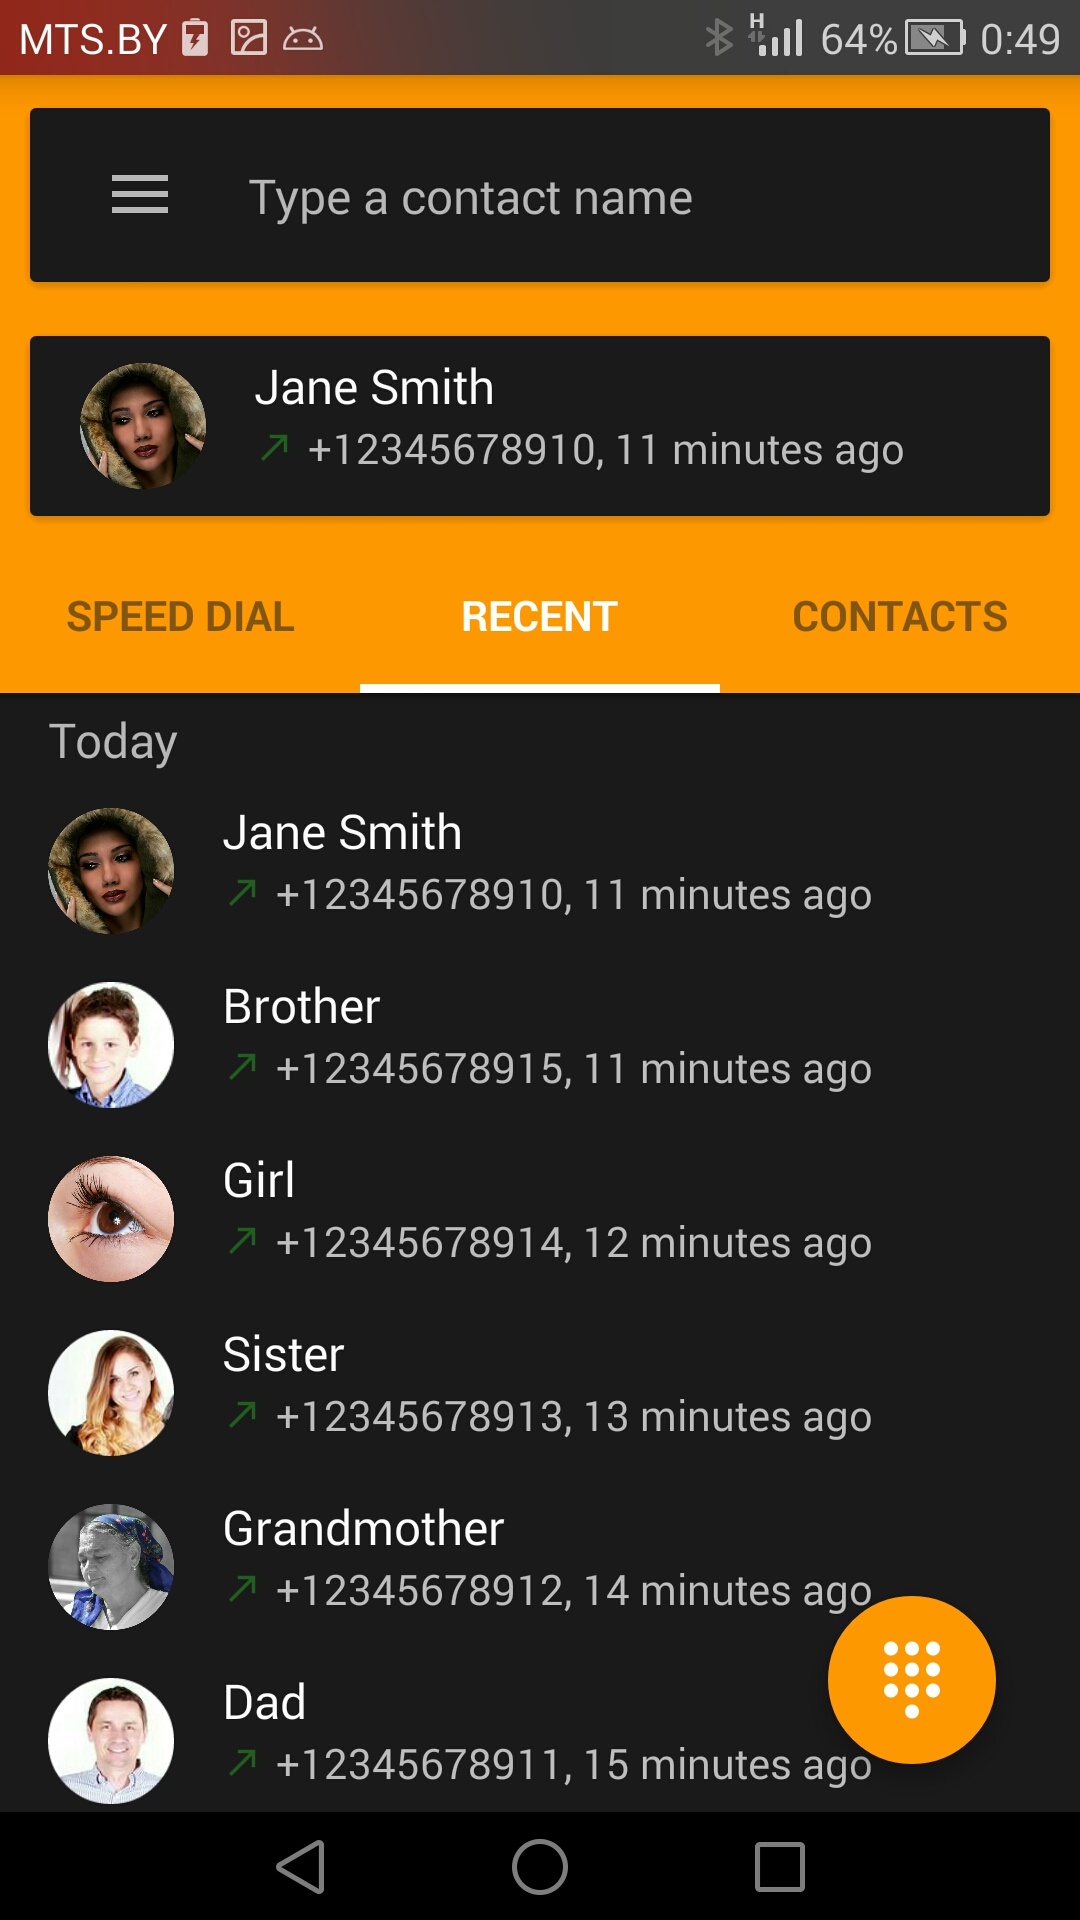 MTS.BY H 64% 0:49
Type a contact name
Jane Smith
+12345678910, 11 minutes ago
SPEED DIAL RECENT CONTACTS
Today
Jane Smith
+12345678910, 11 minutes ago
Brother
+12345678915, 11 minutes ago
Girl
+12345678914, 12 minutes ago
Sister
+12345678913, 13 minutes ago
Grandmother
+12345678912, 14 minutes ago
Dad
+12345678911, 15 minutes ago